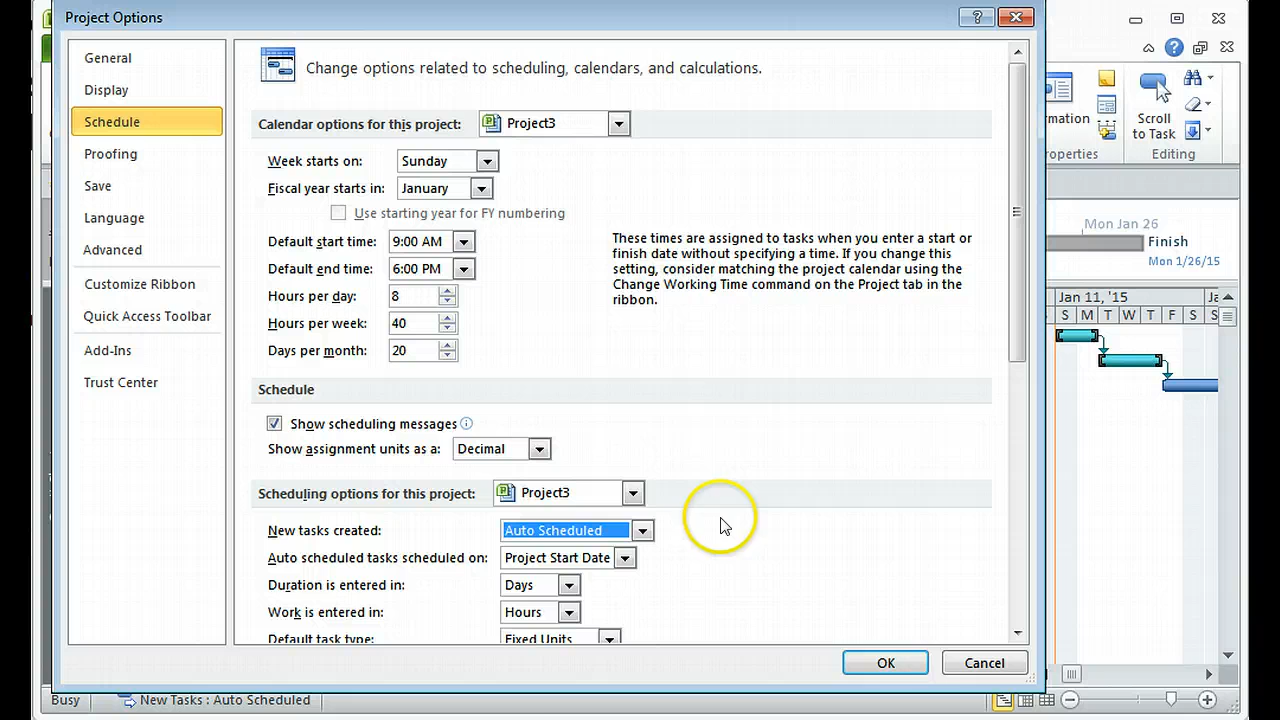 Project Options
General
Display
Schedule
Proofing
Save
Language
Advanced
Customize Ribbon
Quick Access Toolbar
Add-Ins
Trust Center
Change options related to scheduling, calendars, and calculations.
Calendar options for this project: Project3
Week starts on: Sunday
Fiscal year starts in: January
Use starting year for FY numbering
Default start time: 9:00 AM
Default end time: 6:00 PM
Hours per day: 8
Hours per week: 40
Days per month: 20
These times are assigned to tasks when you enter a start or
finish date without specifying a time. If you change this
setting, consider matching the project calendar using the
Change Working Time command on the Project tab in the
ribbon.
Schedule
Show scheduling messages
Show assignment units as a: Decimal
Scheduling options for this project: Project3
New tasks created: Auto Scheduled
Auto scheduled tasks scheduled on: Project Start Date
Duration is entered in: Days
Work is entered in: Hours
Default task type: Fixed Units
OK Cancel
mation
Scroll
to Task
roperties
Editing
Mon Jan 26
Finish
Mon 1/26/15
Jan 11, '15
S M T W T F S S
Busy New Tasks : Auto Scheduled